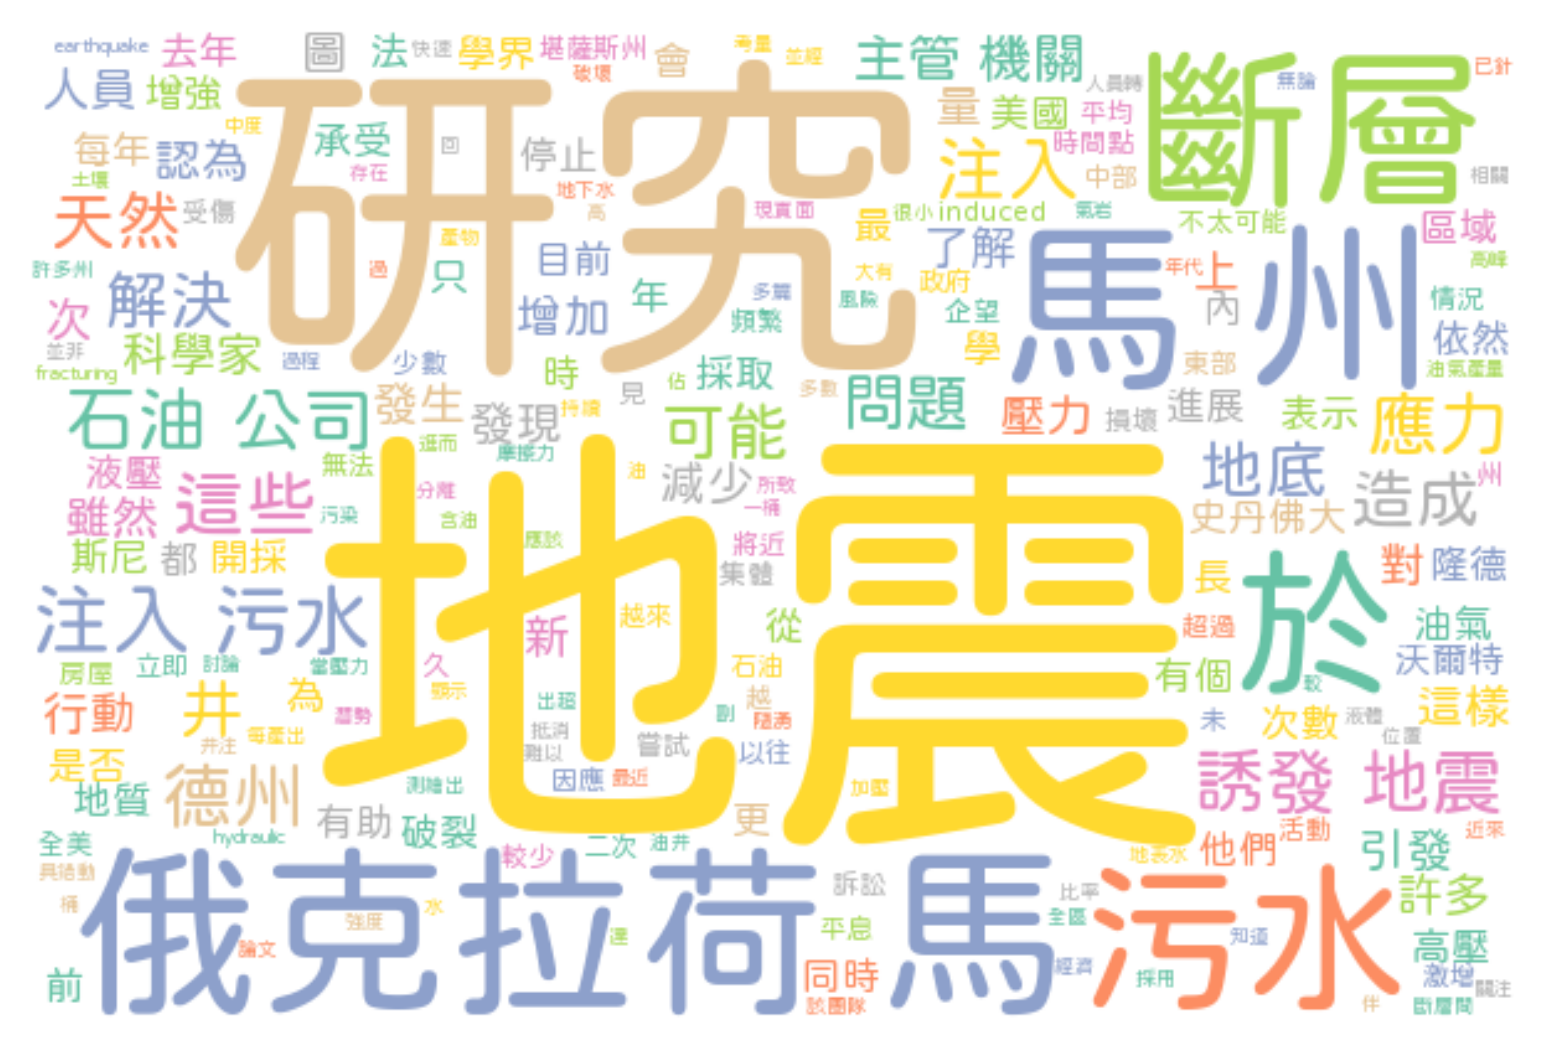 earthquake
去年
圖
法
快速
學界
堪薩斯州
破壞
會
考量
並經
主管 機關
人員轉
斷層
無論
已針
人員
增強
中度
承受
回
存在
停止
地下水
高
研究
量
美國
平均
時間點
注入
中部
相關
每年
認為
土壤
天然
受傷
產物
現實面
最
很小
induced
氣岩
不太可能
區域
高峰
許多州
解決
過
只
目前
年
多篇
大有
風險
政府
了解
馬州
年代
上
內
情況
次
並非
科學家
過程
少數
增加
頻繁
企望
學
依然
fracturing
時
見
佔
採取
多數
問題
東部
油氣產量
石油 公司
發生
發現
持續
可能
壓力
損壞
進展
表示
應力
液壓
這些
無法
進而
摩擦力
油
減少
所致
一桶
地底
造成
州
雖然
污染
分離
含油
應該
將近
史丹佛大
斯尼
都
開採
地震
集體
長
於
對
隆德
注入 污水
新
越來
從
超過
油氣
房屋
立即
討論
當壓力
久
顯示
石油
有個
較
沃爾特
行動
井
為
潛勢
出超
越
副
隨湧
未
次數
液體
這樣
井注
每產出
抵消
難以
嘗試
以往
位置
是否
地質
德州
測繪出
因應
最近
加壓
誘發 地震
有助
破裂
更
活動
近來
全美
hydraulic
較少
二次
油井
地表水
他們
引發
具活動
桶
俄克拉荷馬
強度
水
訴訟
比平
污水
許多
論文
達
平息
全區
知道
高壓
前
同時
該團隊
經濟
採用
激增
關注
伴
斷層間